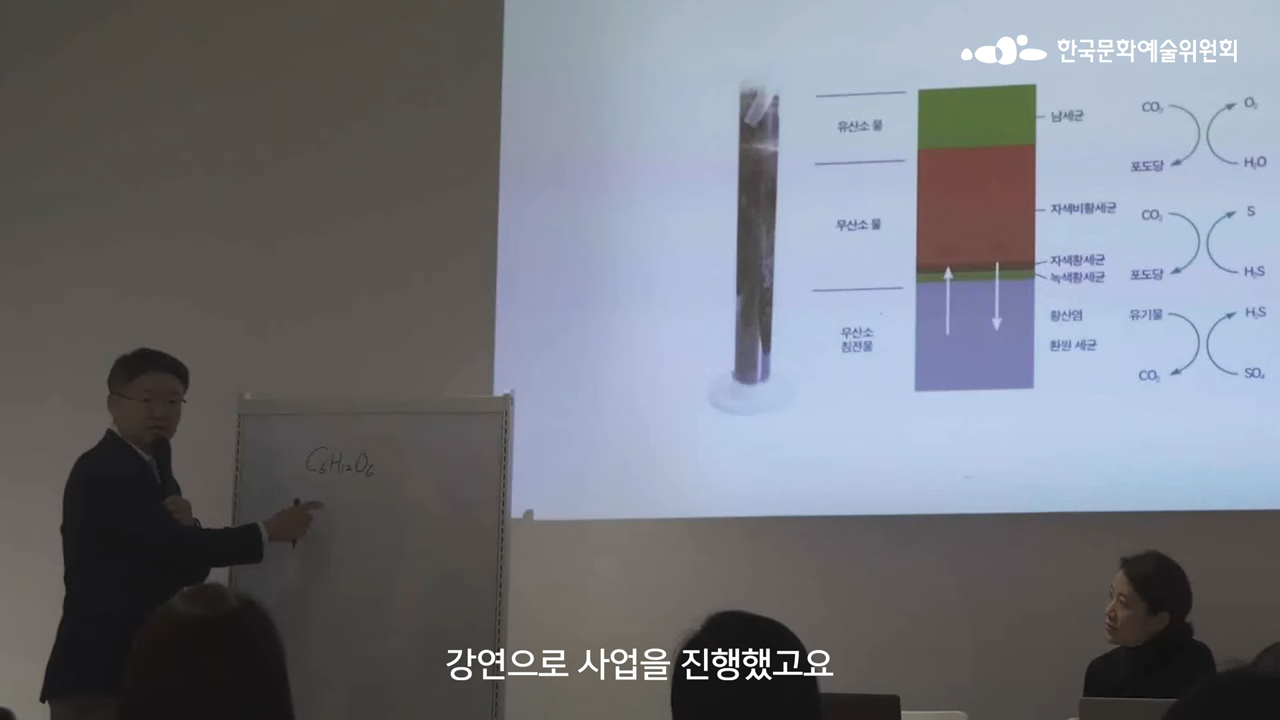 한국문화예술위원회
유산소 물
무산소 물
무산소
침전물
남세균
자색비황세균
자색황세균
녹색황세균
황산염
환원 세균
CO₂
O₂
포도당
H₂O
CO₂
S
포도당
H₂S
유기물
H₂S
CO₂
SO₄
C₆H₁₂O₆
강연으로 사업을 진행했고요